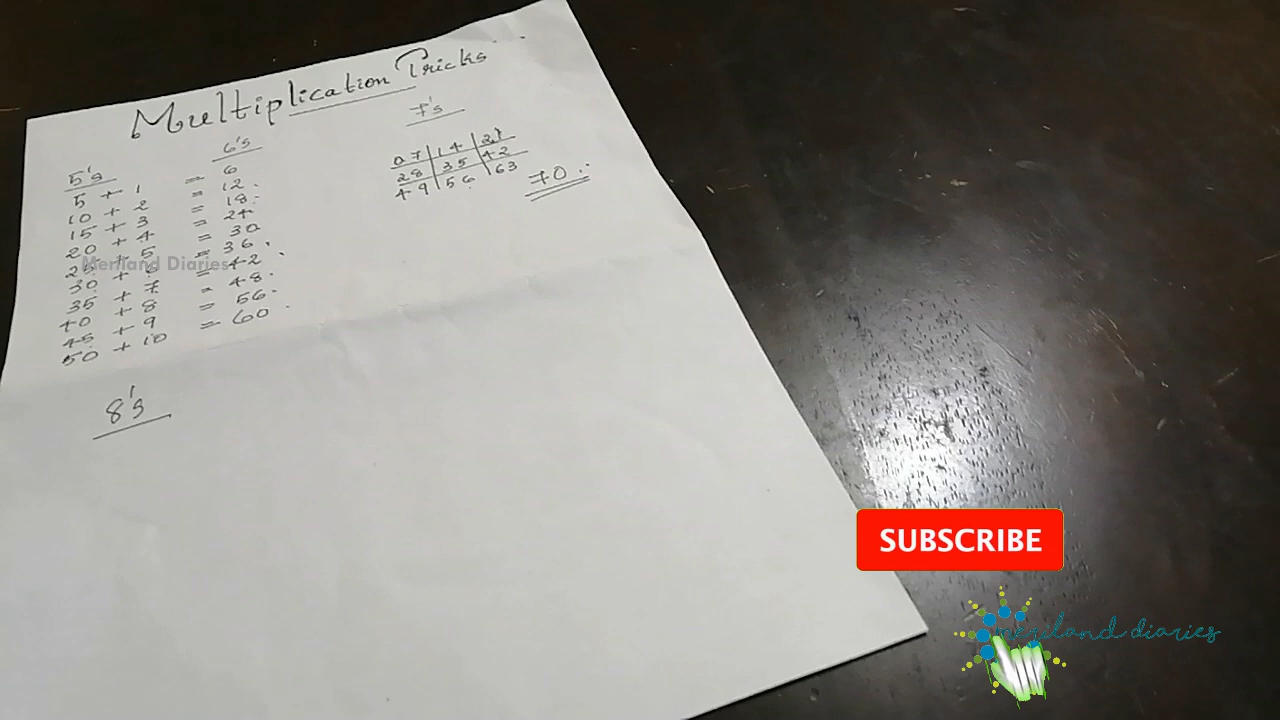 Multiplication Tricks...
5's 6's
5 + 1 = 6
10 + 2 = 12.
15 + 3 = 18.
20 + 4 = 24
25 + 5 = 30
30 + 6 = 36.
35 + 7 = 42.
40 + 8 = 48.
45 + 9 = 56.
50 + 10 = 60.
7's
07 14 21
28 35 42
49 56 63
70.
8's
Meriland Diaries
SUBSCRIBE
meriland diaries